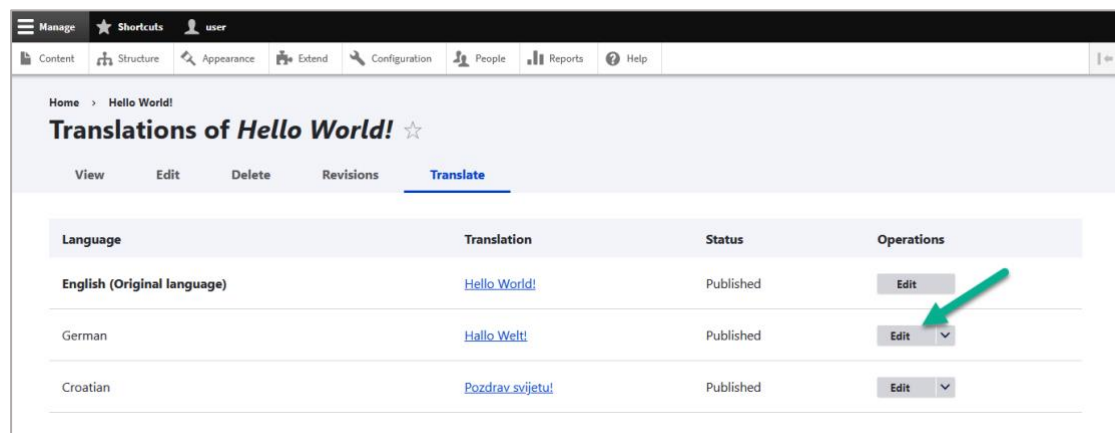 Manage Shortcuts user
Content Structure Appearance Extend Configuration People Reports Help
Home › Hello World!
Translations of Hello World!
View Edit Delete Revisions Translate
Language Translation Status Operations
English (Original language) Hello World! Published Edit
German Hallo Welt! Published Edit
Croatian Pozdrav svijetu! Published Edit